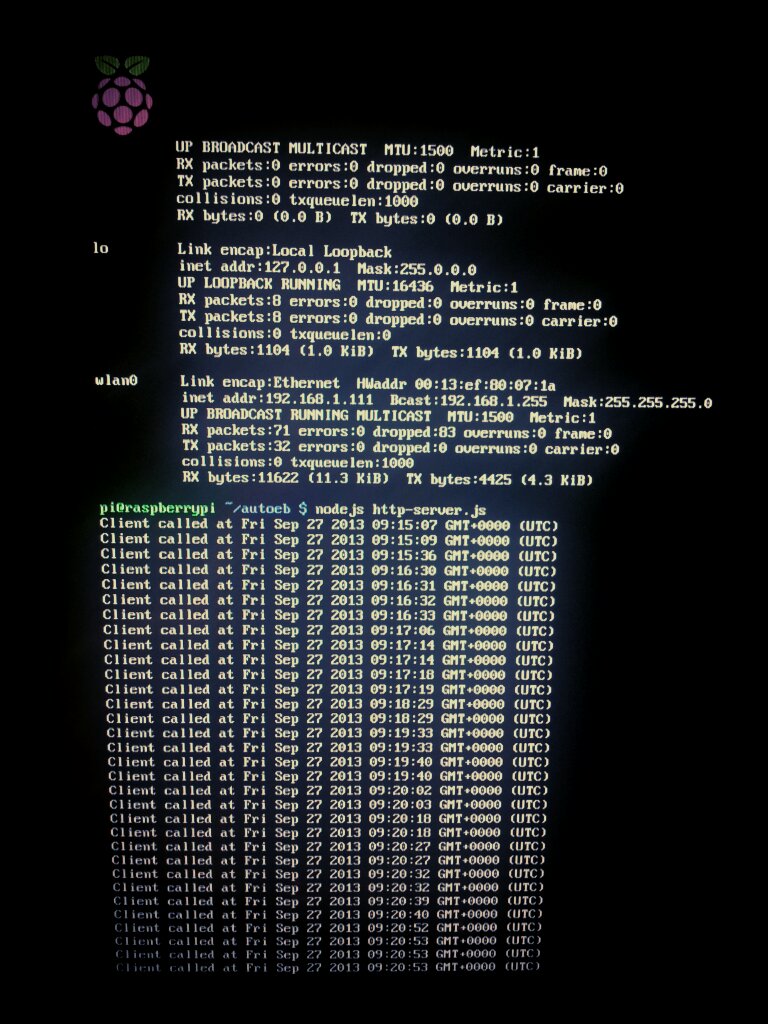 UP BROADCAST MULTICAST  MTU:1500  Metric:1
RX packets:0 errors:0 dropped:0 overruns:0 frame:0
TX packets:0 errors:0 dropped:0 overruns:0 carrier:0
collisions:0 txqueuelen:1000
RX bytes:0 (0.0 B)  TX bytes:0 (0.0 B)
lo        Link encap:Local Loopback
inet addr:127.0.0.1  Mask:255.0.0.0
UP LOOPBACK RUNNING  MTU:16436  Metric:1
RX packets:8 errors:0 dropped:0 overruns:0 frame:0
TX packets:8 errors:0 dropped:0 overruns:0 carrier:0
collisions:0 txqueuelen:0
RX bytes:1104 (1.0 KiB)  TX bytes:1104 (1.0 KiB)
wlan0     Link encap:Ethernet  HWaddr 00:13:ef:80:07:1a
inet addr:192.168.1.111  Bcast:192.168.1.255  Mask:255.255.255.0
UP BROADCAST RUNNING MULTICAST  MTU:1500  Metric:1
RX packets:71 errors:0 dropped:83 overruns:0 frame:0
TX packets:32 errors:0 dropped:0 overruns:0 carrier:0
collisions:0 txqueuelen:1000
RX bytes:11622 (11.3 KiB)  TX bytes:4425 (4.3 KiB)
pi@raspberrypi ~/autoeb $ nodejs http-server.js
Client called at Fri Sep 27 2013 09:15:07 GMT+0000 (UTC)
Client called at Fri Sep 27 2013 09:15:09 GMT+0000 (UTC)
Client called at Fri Sep 27 2013 09:15:36 GMT+0000 (UTC)
Client called at Fri Sep 27 2013 09:16:30 GMT+0000 (UTC)
Client called at Fri Sep 27 2013 09:16:31 GMT+0000 (UTC)
Client called at Fri Sep 27 2013 09:16:32 GMT+0000 (UTC)
Client called at Fri Sep 27 2013 09:16:33 GMT+0000 (UTC)
Client called at Fri Sep 27 2013 09:17:06 GMT+0000 (UTC)
Client called at Fri Sep 27 2013 09:17:14 GMT+0000 (UTC)
Client called at Fri Sep 27 2013 09:17:14 GMT+0000 (UTC)
Client called at Fri Sep 27 2013 09:17:18 GMT+0000 (UTC)
Client called at Fri Sep 27 2013 09:17:19 GMT+0000 (UTC)
Client called at Fri Sep 27 2013 09:18:29 GMT+0000 (UTC)
Client called at Fri Sep 27 2013 09:18:29 GMT+0000 (UTC)
Client called at Fri Sep 27 2013 09:19:33 GMT+0000 (UTC)
Client called at Fri Sep 27 2013 09:19:33 GMT+0000 (UTC)
Client called at Fri Sep 27 2013 09:19:40 GMT+0000 (UTC)
Client called at Fri Sep 27 2013 09:19:40 GMT+0000 (UTC)
Client called at Fri Sep 27 2013 09:20:02 GMT+0000 (UTC)
Client called at Fri Sep 27 2013 09:20:03 GMT+0000 (UTC)
Client called at Fri Sep 27 2013 09:20:18 GMT+0000 (UTC)
Client called at Fri Sep 27 2013 09:20:18 GMT+0000 (UTC)
Client called at Fri Sep 27 2013 09:20:27 GMT+0000 (UTC)
Client called at Fri Sep 27 2013 09:20:27 GMT+0000 (UTC)
Client called at Fri Sep 27 2013 09:20:32 GMT+0000 (UTC)
Client called at Fri Sep 27 2013 09:20:32 GMT+0000 (UTC)
Client called at Fri Sep 27 2013 09:20:39 GMT+0000 (UTC)
Client called at Fri Sep 27 2013 09:20:40 GMT+0000 (UTC)
Client called at Fri Sep 27 2013 09:20:52 GMT+0000 (UTC)
Client called at Fri Sep 27 2013 09:20:53 GMT+0000 (UTC)
Client called at Fri Sep 27 2013 09:20:53 GMT+0000 (UTC)
Client called at Fri Sep 27 2013 09:20:53 GMT+0000 (UTC)